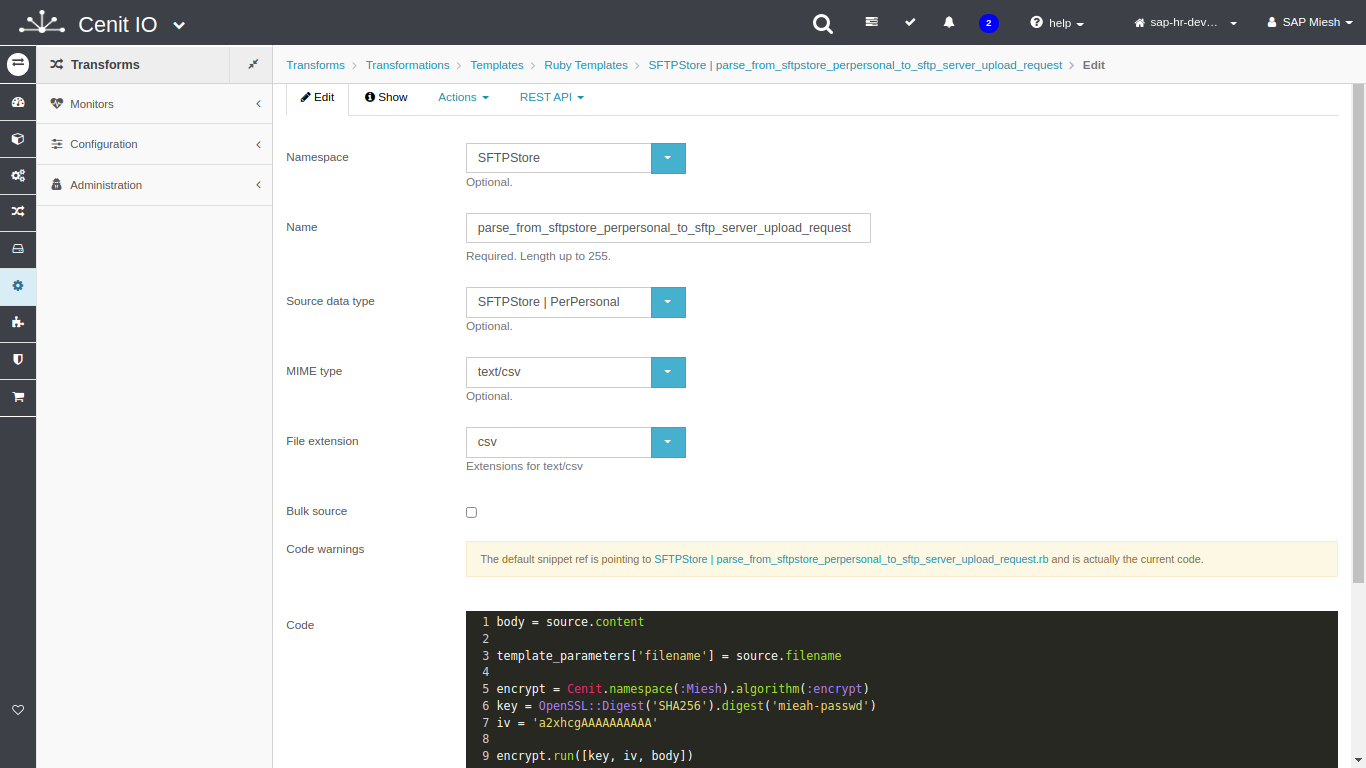 Cenit IO
2
help
sap-hr-dev...
SAP Miesh
Transforms
Monitors
Configuration
Administration
Transforms > Transformations > Templates > Ruby Templates > SFTPStore | parse_from_sftpstore_perpersonal_to_sftp_server_upload_request > Edit
Edit
Show
Actions
REST API
Namespace
SFTPStore
Optional.
Name
parse_from_sftpstore_perpersonal_to_sftp_server_upload_request
Required. Length up to 255.
Source data type
SFTPStore | PerPersonal
Optional.
MIME type
text/csv
Optional.
File extension
csv
Extensions for text/csv
Bulk source
Code warnings
The default snippet ref is pointing to SFTPStore | parse_from_sftpstore_perpersonal_to_sftp_server_upload_request.rb and is actually the current code.
Code
1 body = source.content
2
3 template_parameters['filename'] = source.filename
4
5 encrypt = Cenit.namespace(:Miesh).algorithm(:encrypt)
6 key = OpenSSL::Digest('SHA256').digest('mieah-passwd')
7 iv = 'a2xhcgAAAAAAAAAA'
8
9 encrypt.run([key, iv, body])